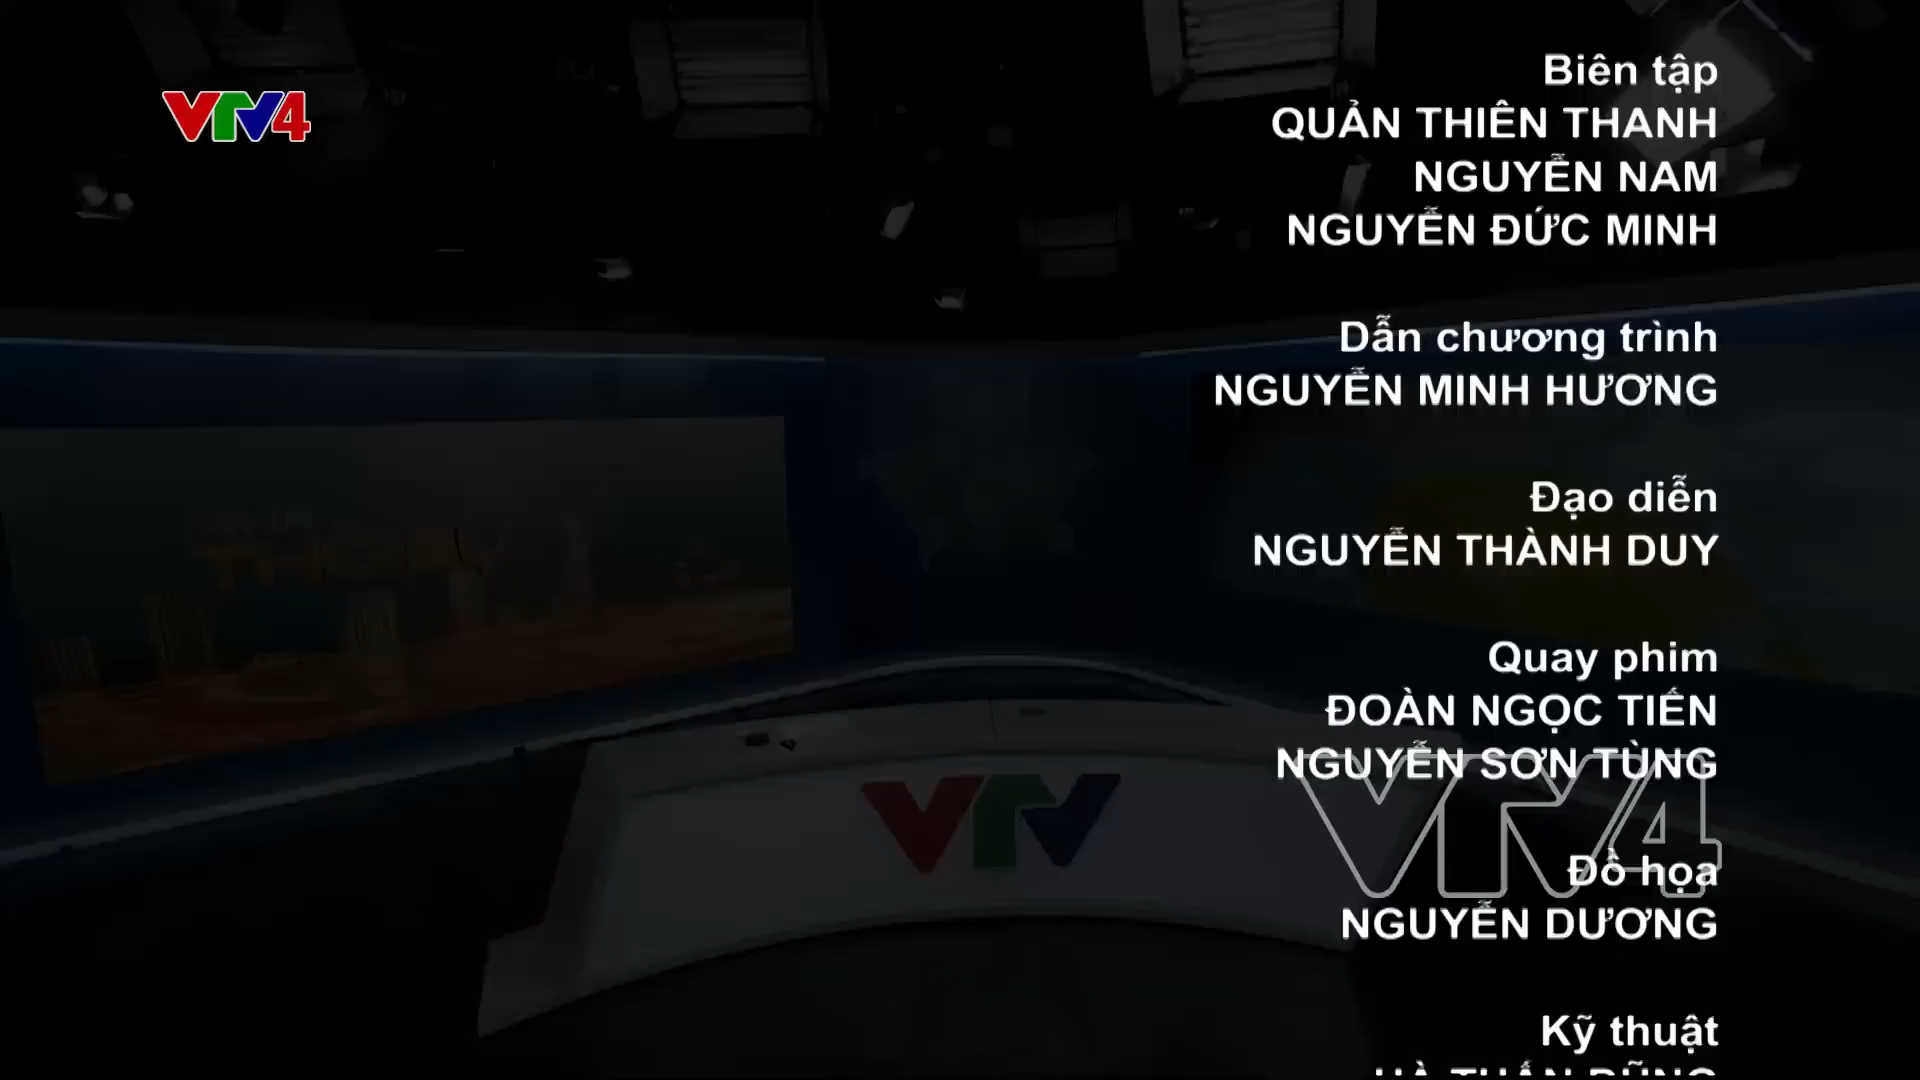 VTV4
Biên tập
QUẢN THIÊN THANH
NGUYỄN NAM
NGUYỄN ĐỨC MINH
Dẫn chương trình
NGUYỄN MINH HƯƠNG
Đạo diễn
NGUYỄN THÀNH DUY
Quay phim
ĐOÀN NGỌC TIẾN
NGUYỄN SƠN TÙNG
VTV
VTV4
Đồ họa
NGUYỄN DƯƠNG
Kỹ thuật